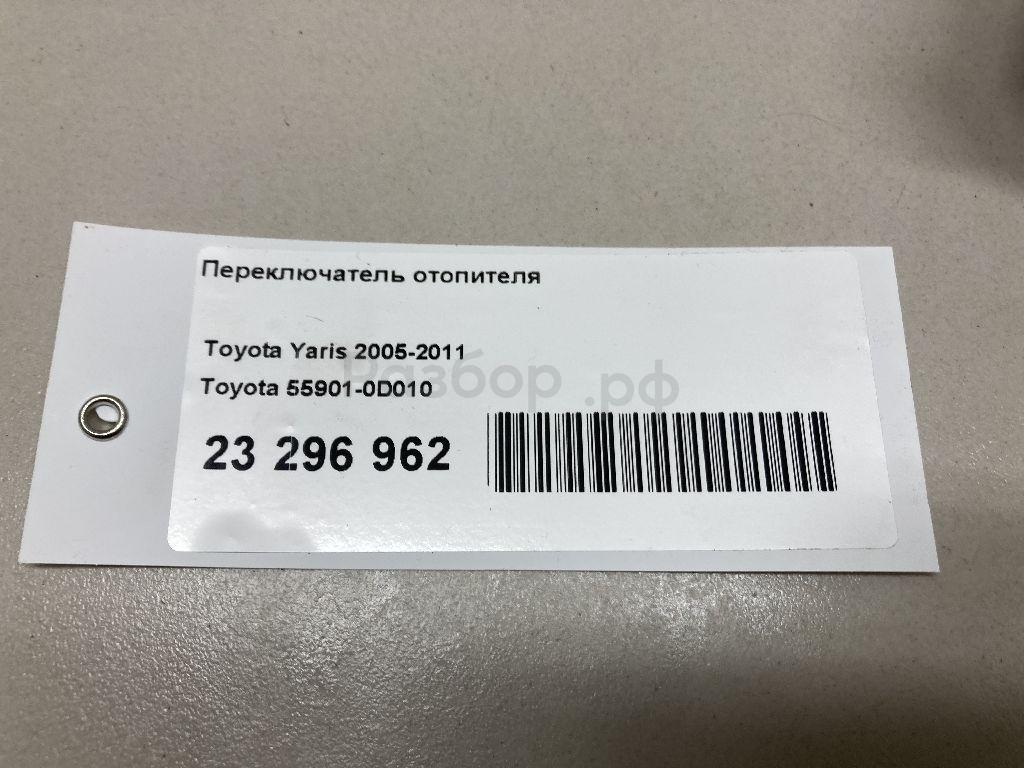 Переключатель отопителя
Toyota Yaris 2005-2011
Разбор.рф
Toyota 55901-0D010
23 296 962